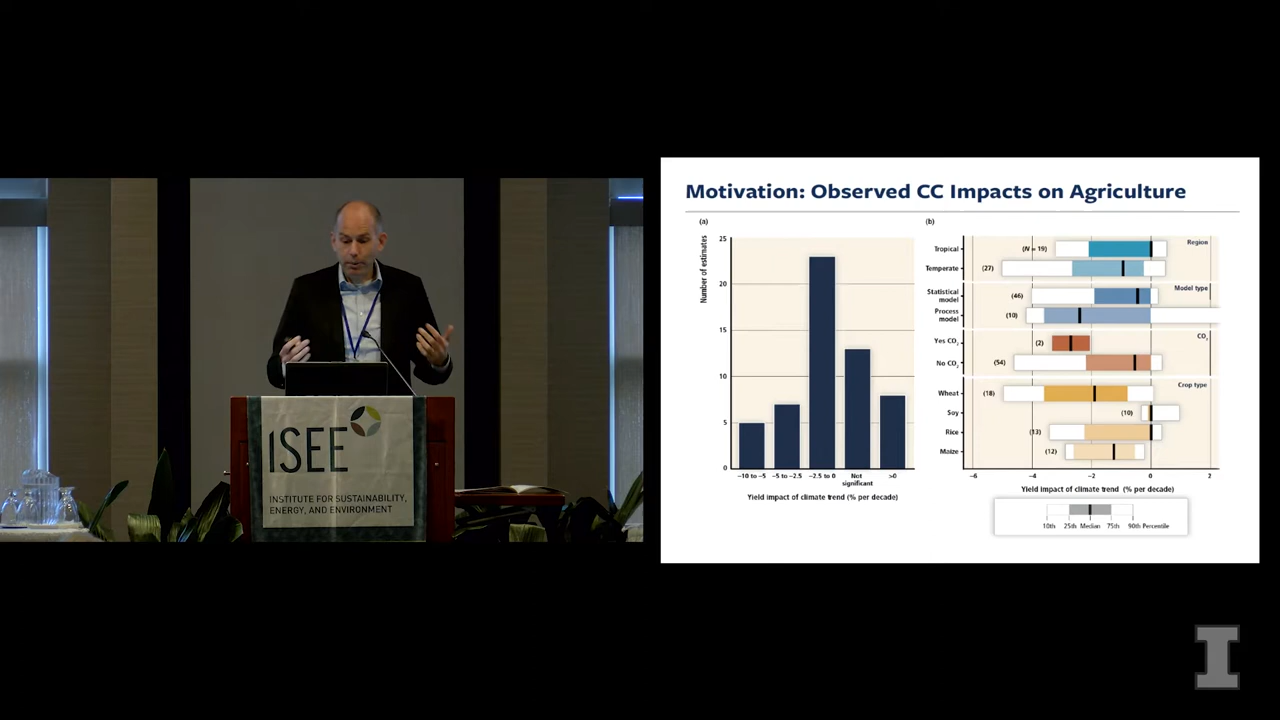 ISEE
INSTITUTE FOR SUSTAINABILITY,
ENERGY, AND ENVIRONMENT
Motivation: Observed CC Impacts on Agriculture
(a)
Number of estimates
25
20
15
10
5
0
−10 to −5
−5 to −2.5
−2.5 to 0
Not
significant
>0
Yield impact of climate trend (% per decade)
(b)
Region
Tropical
(N = 19)
Temperate
(27)
Model type
Statistical
model
(46)
Process
model
(10)
CO₂
Yes CO₂
(2)
No CO₂
(54)
Crop type
Wheat
(18)
Soy
(10)
Rice
(13)
Maize
(12)
−6 −4 −2 0 2
Yield impact of climate trend (% per decade)
10th 25th Median 75th 90th Percentile
I